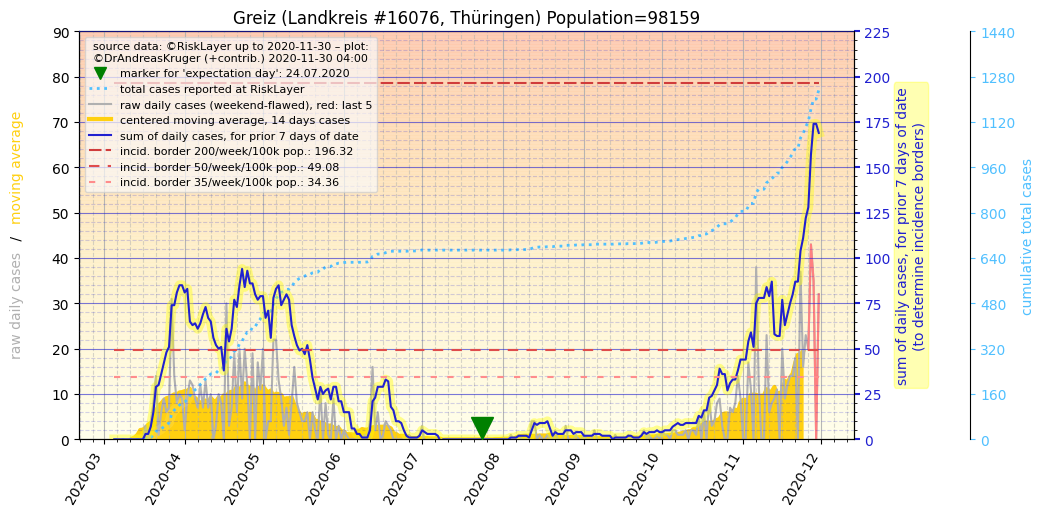 Greiz (Landkreis #16076, Thüringen) Population=98159
source data: ©RiskLayer up to 2020-11-30 – plot:
©DrAndreasKruger (+contrib.) 2020-11-30 04:00
marker for 'expectation day': 24.07.2020
total cases reported at RiskLayer
raw daily cases (weekend-flawed), red: last 5
centered moving average, 14 days cases
sum of daily cases, for prior 7 days of date
incid. border 200/week/100k pop.: 196.32
incid. border 50/week/100k pop.: 49.08
incid. border 35/week/100k pop.: 34.36
raw daily cases / moving average
90
80
70
60
50
40
30
20
10
0
2020-03
2020-04
2020-05
2020-06
2020-07
2020-08
2020-09
2020-10
2020-11
2020-12
225
200
175
150
125
100
75
50
25
0
sum of daily cases, for prior 7 days of date
(to determine incidence borders)
1440
1280
1120
960
800
640
480
320
160
0
cumulative total cases